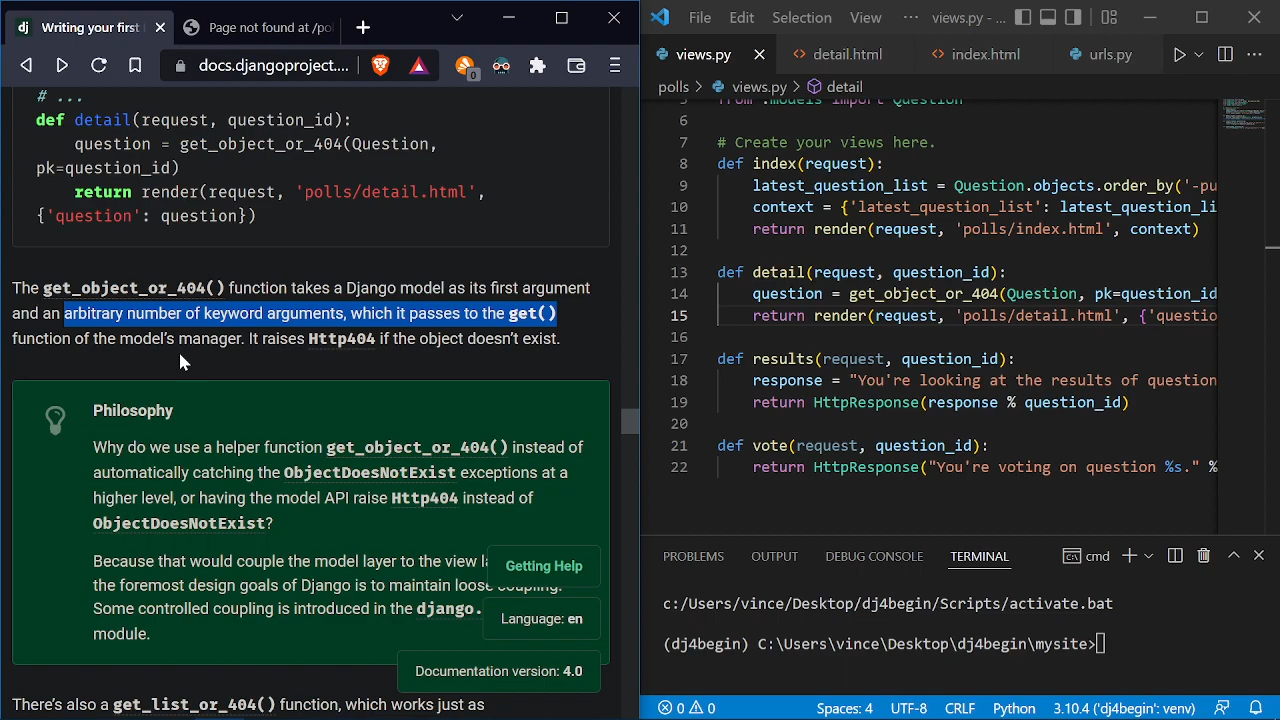 dj Writing your first Page not found at /pol
docs.djangoproject.... 0
# ...
def detail(request, question_id):
question = get_object_or_404(Question,
pk=question_id)
return render(request, 'polls/detail.html',
{'question': question})
The get_object_or_404() function takes a Django model as its first argument
and an arbitrary number of keyword arguments, which it passes to the get()
function of the model's manager. It raises Http404 if the object doesn't exist.
Philosophy
Why do we use a helper function get_object_or_404() instead of
automatically catching the ObjectDoesNotExist exceptions at a
higher level, or having the model API raise Http404 instead of
ObjectDoesNotExist?
Because that would couple the model layer to the view la
the foremost design goals of Django is to maintain loose coupling.
Some controlled coupling is introduced in the django.
module.
Getting Help
Language: en
Documentation version: 4.0
There's also a get_list_or_404() function, which works just as
File Edit Selection View ··· views.py - ...
views.py detail.html index.html urls.py
polls > views.py > detail
5 from .models import Question
6
7 # Create your views here.
8 def index(request):
9 latest_question_list = Question.objects.order_by('-pu
10 context = {'latest_question_list': latest_question_li
11 return render(request, 'polls/index.html', context)
12
13 def detail(request, question_id):
14 question = get_object_or_404(Question, pk=question_id
15 return render(request, 'polls/detail.html', {'questio
16
17 def results(request, question_id):
18 response = "You're looking at the results of question
19 return HttpResponse(response % question_id)
20
21 def vote(request, question_id):
22 return HttpResponse("You're voting on question %s." %
PROBLEMS OUTPUT DEBUG CONSOLE TERMINAL cmd
c:/Users/vince/Desktop/dj4begin/Scripts/activate.bat
(dj4begin) C:\Users\vince\Desktop\dj4begin\mysite>
0 0 Spaces: 4 UTF-8 CRLF Python 3.10.4 ('dj4begin': venv)